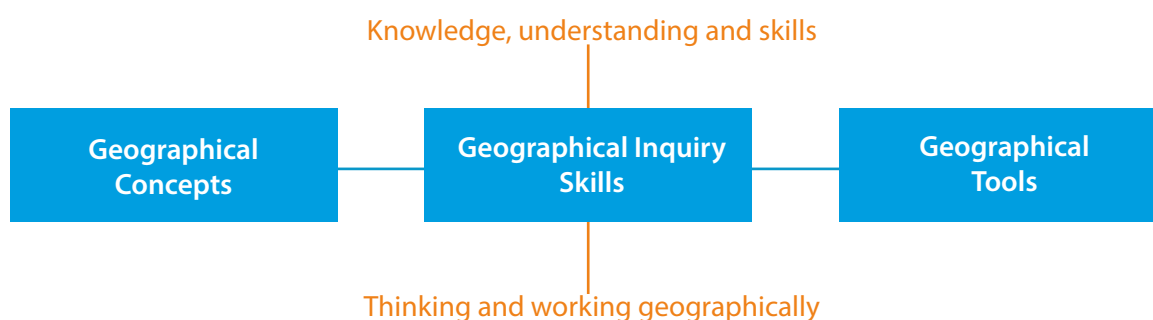 Knowledge, understanding and skills
Geographical
Concepts
Geographical Inquiry
Skills
Geographical
Tools
Thinking and working geographically